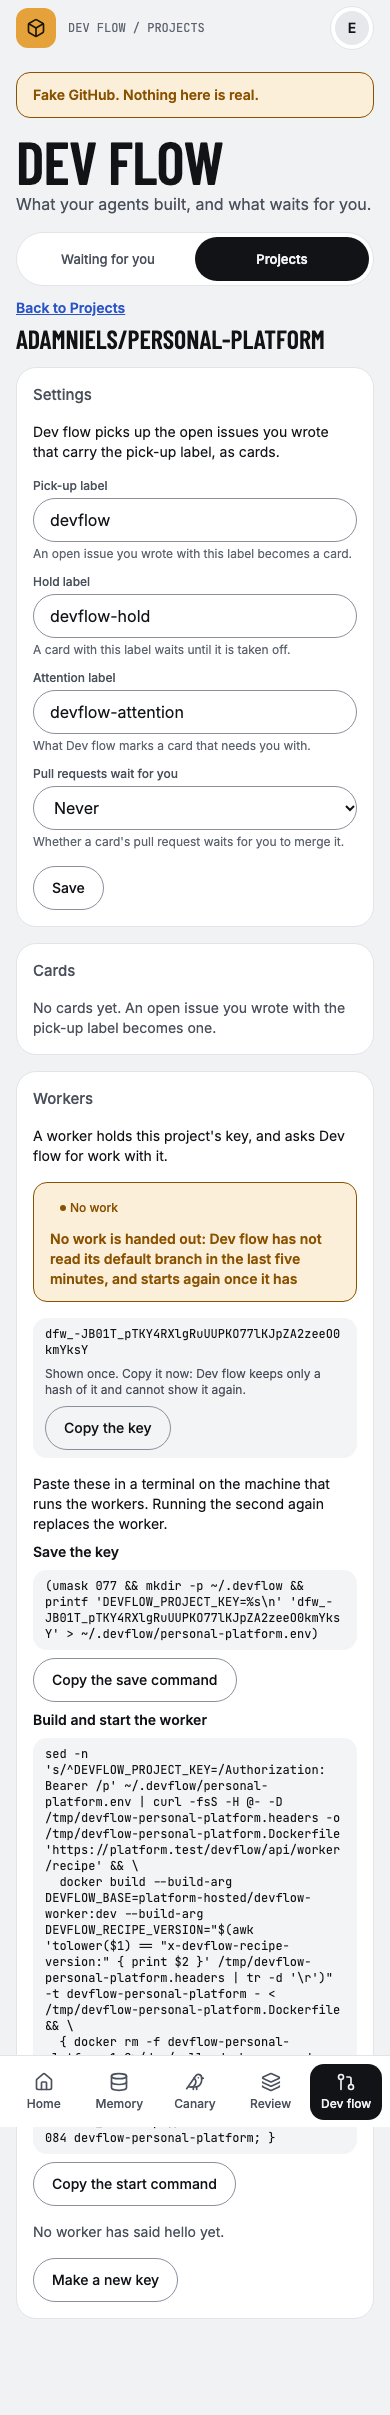 DEV FLOW / PROJECTS
E
Fake GitHub. Nothing here is real.
DEV FLOW
What your agents built, and what waits for you.
Waiting for you
Projects
Back to Projects
ADAMNIELS/PERSONAL-PLATFORM
Settings
Dev flow picks up the open issues you wrote
that carry the pick-up label, as cards.
Pick-up label
devflow
An open issue you wrote with this label becomes a card.
Hold label
devflow-hold
A card with this label waits until it is taken off.
Attention label
devflow-attention
What Dev flow marks a card that needs you with.
Pull requests wait for you
Never
Whether a card's pull request waits for you to merge it.
Save
Cards
No cards yet. An open issue you wrote with the
pick-up label becomes one.
Workers
A worker holds this project's key, and asks Dev
flow for work with it.
No work
No work is handed out: Dev flow has not
read its default branch in the last five
minutes, and starts again once it has
dfw_-JB01T_pTKY4RXlgRuUUPKO77lKJpZA2zeeO0
kmYksY
Shown once. Copy it now: Dev flow keeps only a
hash of it and cannot show it again.
Copy the key
Paste these in a terminal on the machine that
runs the workers. Running the second again
replaces the worker.
Save the key
(umask 077 && mkdir -p ~/.devflow &&
printf 'DEVFLOW_PROJECT_KEY=%s\n' 'dfw_-
JB01T_pTKY4RXlgRuUUPKO77lKJpZA2zeeO0kmYks
Y' > ~/.devflow/personal-platform.env)
Copy the save command
Build and start the worker
sed -n
's/^DEVFLOW_PROJECT_KEY=/Authorization:
Bearer /p' ~/.devflow/personal-
platform.env | curl -fsS -H @- -D
/tmp/devflow-personal-platform.headers -o
/tmp/devflow-personal-platform.Dockerfile
'https://platform.test/devflow/api/worker
/recipe' && \
docker build --build-arg
DEVFLOW_BASE=platform-hosted/devflow-
worker:dev --build-arg
DEVFLOW_RECIPE_VERSION="$(awk
'tolower($1) == "x-devflow-recipe-
version:" { print $2 }' /tmp/devflow-
personal-platform.headers | tr -d '\r')"
-t devflow-personal-platform - <
/tmp/devflow-personal-platform.Dockerfile
&& \
{ docker rm -f devflow-personal-
Home
Memory
Canary
Review
Dev flow
084 devflow-personal-platform; }
Copy the start command
No worker has said hello yet.
Make a new key